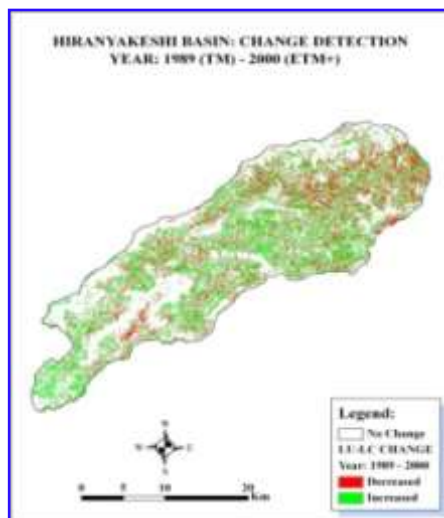 HIRANYAKESHI BASIN: CHANGE DETECTION
YEAR: 1989 (TM) - 2000 (ETM+)
N
W E
S
0 5 10 20
Km
Legend:
No Change
LU-LC CHANGE
Year: 1989 - 2000
Decreased
Increased